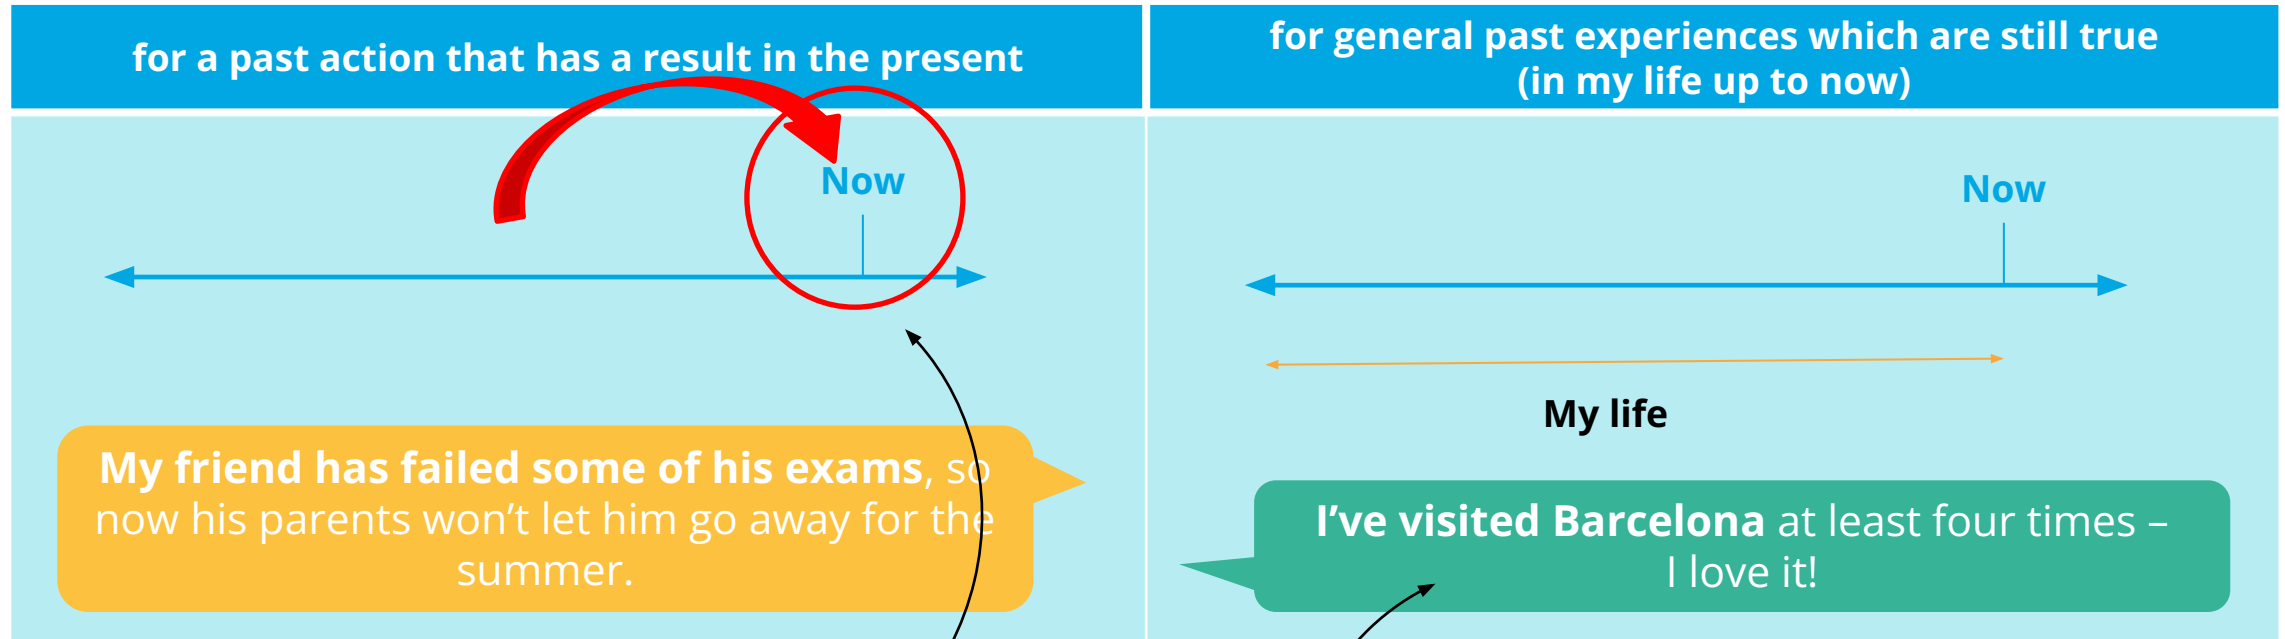 for a past action that has a result in the present
for general past experiences which are still true
(in my life up to now)
Now
Now
My life
My friend has failed some of his exams, so
now his parents won’t let him go away for the
summer.
I’ve visited Barcelona at least four times –
I love it!